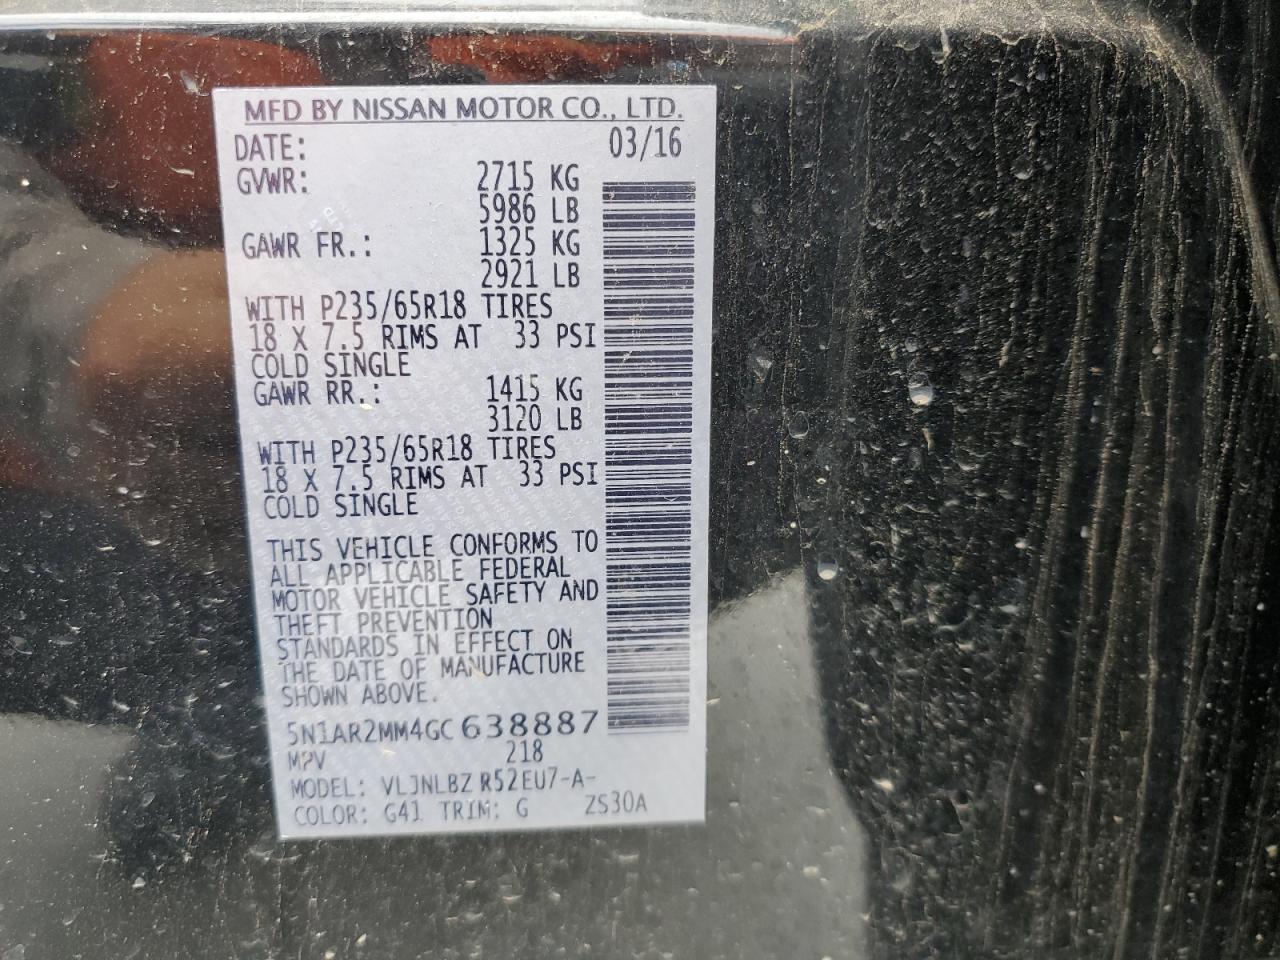 MFD BY NISSAN MOTOR CO., LTD.
DATE: 03/16
GVWR: 2715 KG
5986 LB
GAWR FR.: 1325 KG
2921 LB
WITH P235/65R18 TIRES
18 X 7.5 RIMS AT 33 PSI
COLD SINGLE
GAWR RR.: 1415 KG
3120 LB
WITH P235/65R18 TIRES
18 X 7.5 RIMS AT 33 PSI
COLD SINGLE
THIS VEHICLE CONFORMS TO
ALL APPLICABLE FEDERAL
MOTOR VEHICLE SAFETY AND
THEFT PREVENTION
STANDARDS IN EFFECT ON
THE DATE OF MANUFACTURE
SHOWN ABOVE.
5N1AR2MM4GC638887
MPV 218
MODEL: VLJNLBZ R52EU7-A-
COLOR: G41 TRIM: G ZS30A